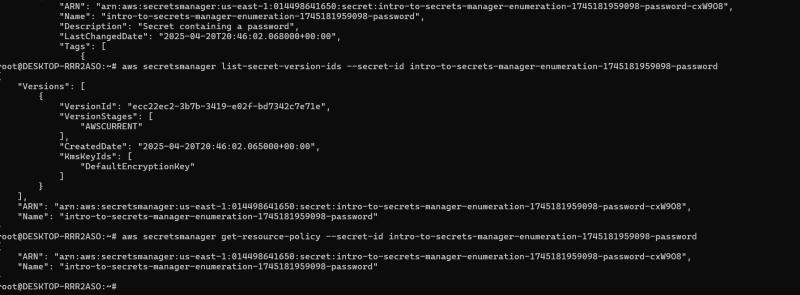 "ARN": "arn:aws:secretsmanager:us-east-1:014498641650:secret:intro-to-secrets-manager-enumeration-1745181959098-password-cxW9O8",
"Name": "intro-to-secrets-manager-enumeration-1745181959098-password",
"Description": "Secret containing a password",
"LastChangedDate": "2025-04-20T20:46:02.068000+00:00",
"Tags": [
{
root@DESKTOP-RRR2ASO:~# aws secretsmanager list-secret-version-ids --secret-id intro-to-secrets-manager-enumeration-1745181959098-password
{
"Versions": [
{
"VersionId": "ecc22ec2-3b7b-3419-e02f-bd7342c7e71e",
"VersionStages": [
"AWSCURRENT"
],
"CreatedDate": "2025-04-20T20:46:02.065000+00:00",
"KmsKeyIds": [
"DefaultEncryptionKey"
]
}
],
"ARN": "arn:aws:secretsmanager:us-east-1:014498641650:secret:intro-to-secrets-manager-enumeration-1745181959098-password-cxW9O8",
"Name": "intro-to-secrets-manager-enumeration-1745181959098-password"
}
root@DESKTOP-RRR2ASO:~# aws secretsmanager get-resource-policy --secret-id intro-to-secrets-manager-enumeration-1745181959098-password
{
"ARN": "arn:aws:secretsmanager:us-east-1:014498641650:secret:intro-to-secrets-manager-enumeration-1745181959098-password-cxW9O8",
"Name": "intro-to-secrets-manager-enumeration-1745181959098-password"
}
root@DESKTOP-RRR2ASO:~#